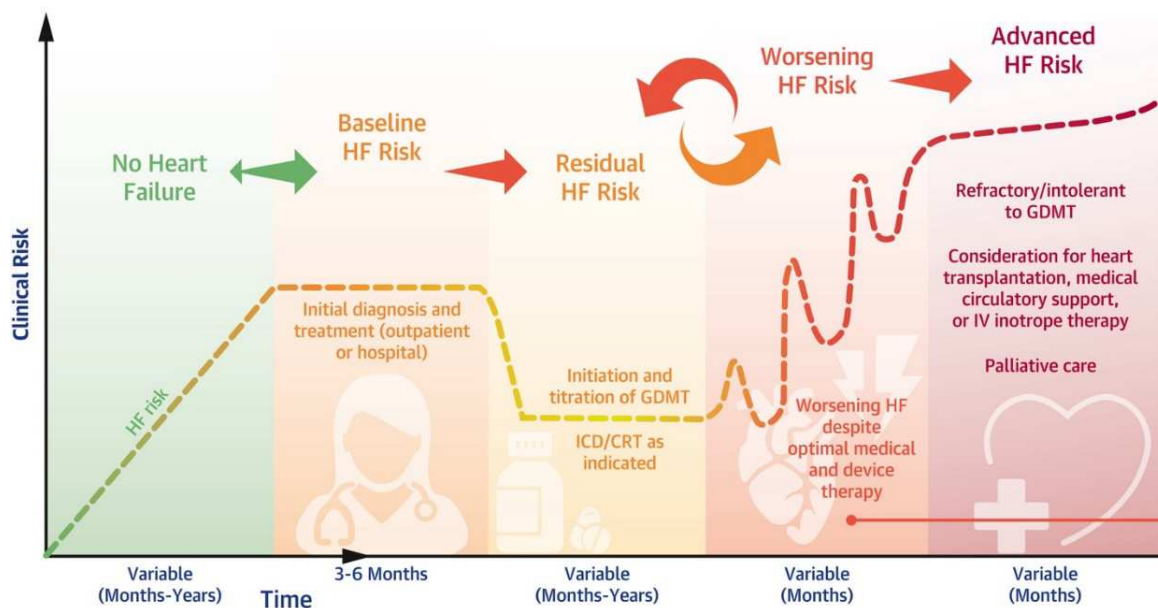 Clinical Risk
No Heart
Failure
Baseline
HF Risk
Residual
HF Risk
Worsening
HF Risk
Advanced
HF Risk
HF risk
Initial diagnosis and
treatment (outpatient
or hospital)
Initiation and
titration of GDMT
ICD/CRT as
indicated
Worsening HF
despite
optimal medical
and device
therapy
Refractory/intolerant
to GDMT
Consideration for heart
transplantation, medical
circulatory support,
or IV inotrope therapy
Palliative care
Variable
(Months-Years)
Time
3-6 Months
Variable
(Months-Years)
Variable
(Months)
Variable
(Months)